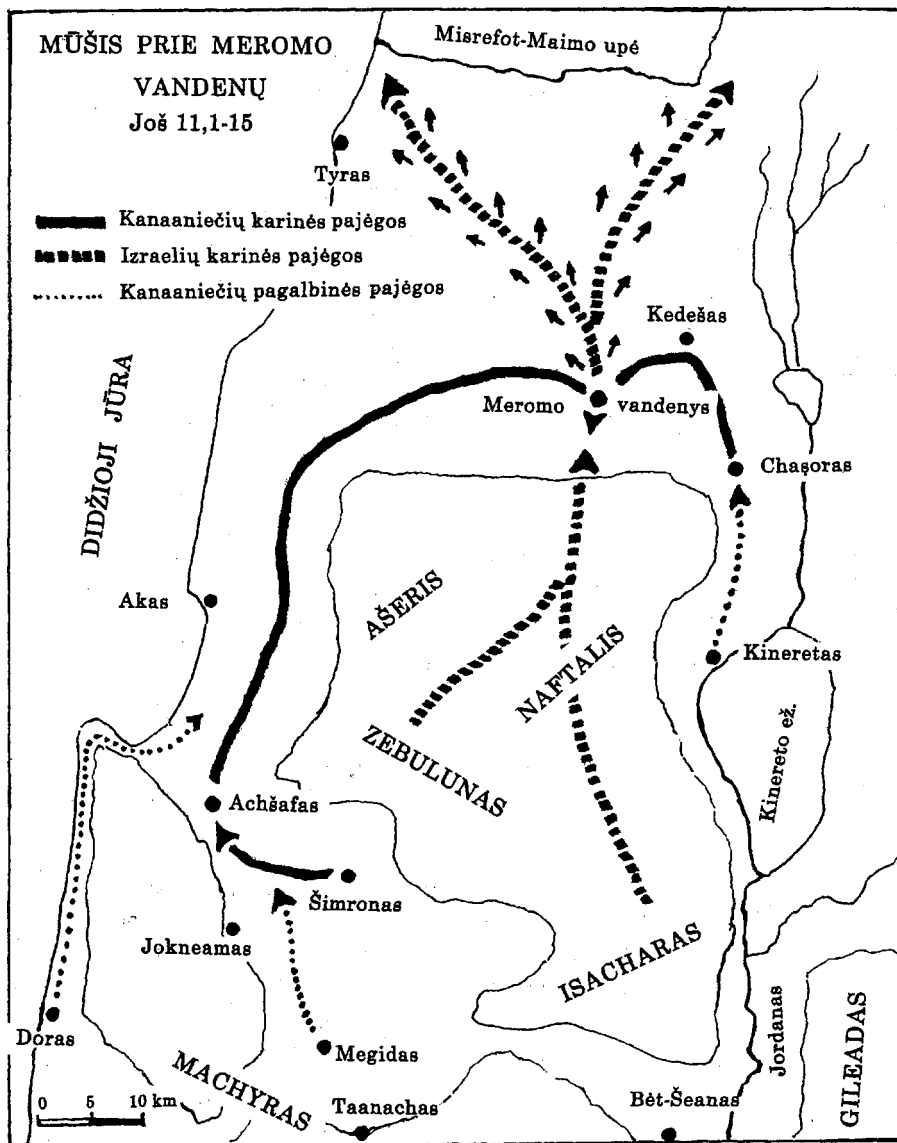 MŪŠIS PRIE MEROMO
VANDENŲ
Još 11,1-15
Misrefot-Maimo upė
Tyras
Kanaaniečių karinės pajėgos
Izraelių karinės pajėgos
Kanaaniečių pagalbinės pajėgos
Kedešas
DIDŽIOJI JŪRA
Meromo vandenys
Chasoras
Akas
AŠERIS
NAFTALIS
Kineretas
ZEBULUNAS
Kinereto ež.
Achšafas
Šimronas
Jokneamas
ISACHARAS
Doras
Megidas
Jordanas
GILEADAS
MACHYRAS
0 5 10 km
Taanachas
Bėt-Šeanas